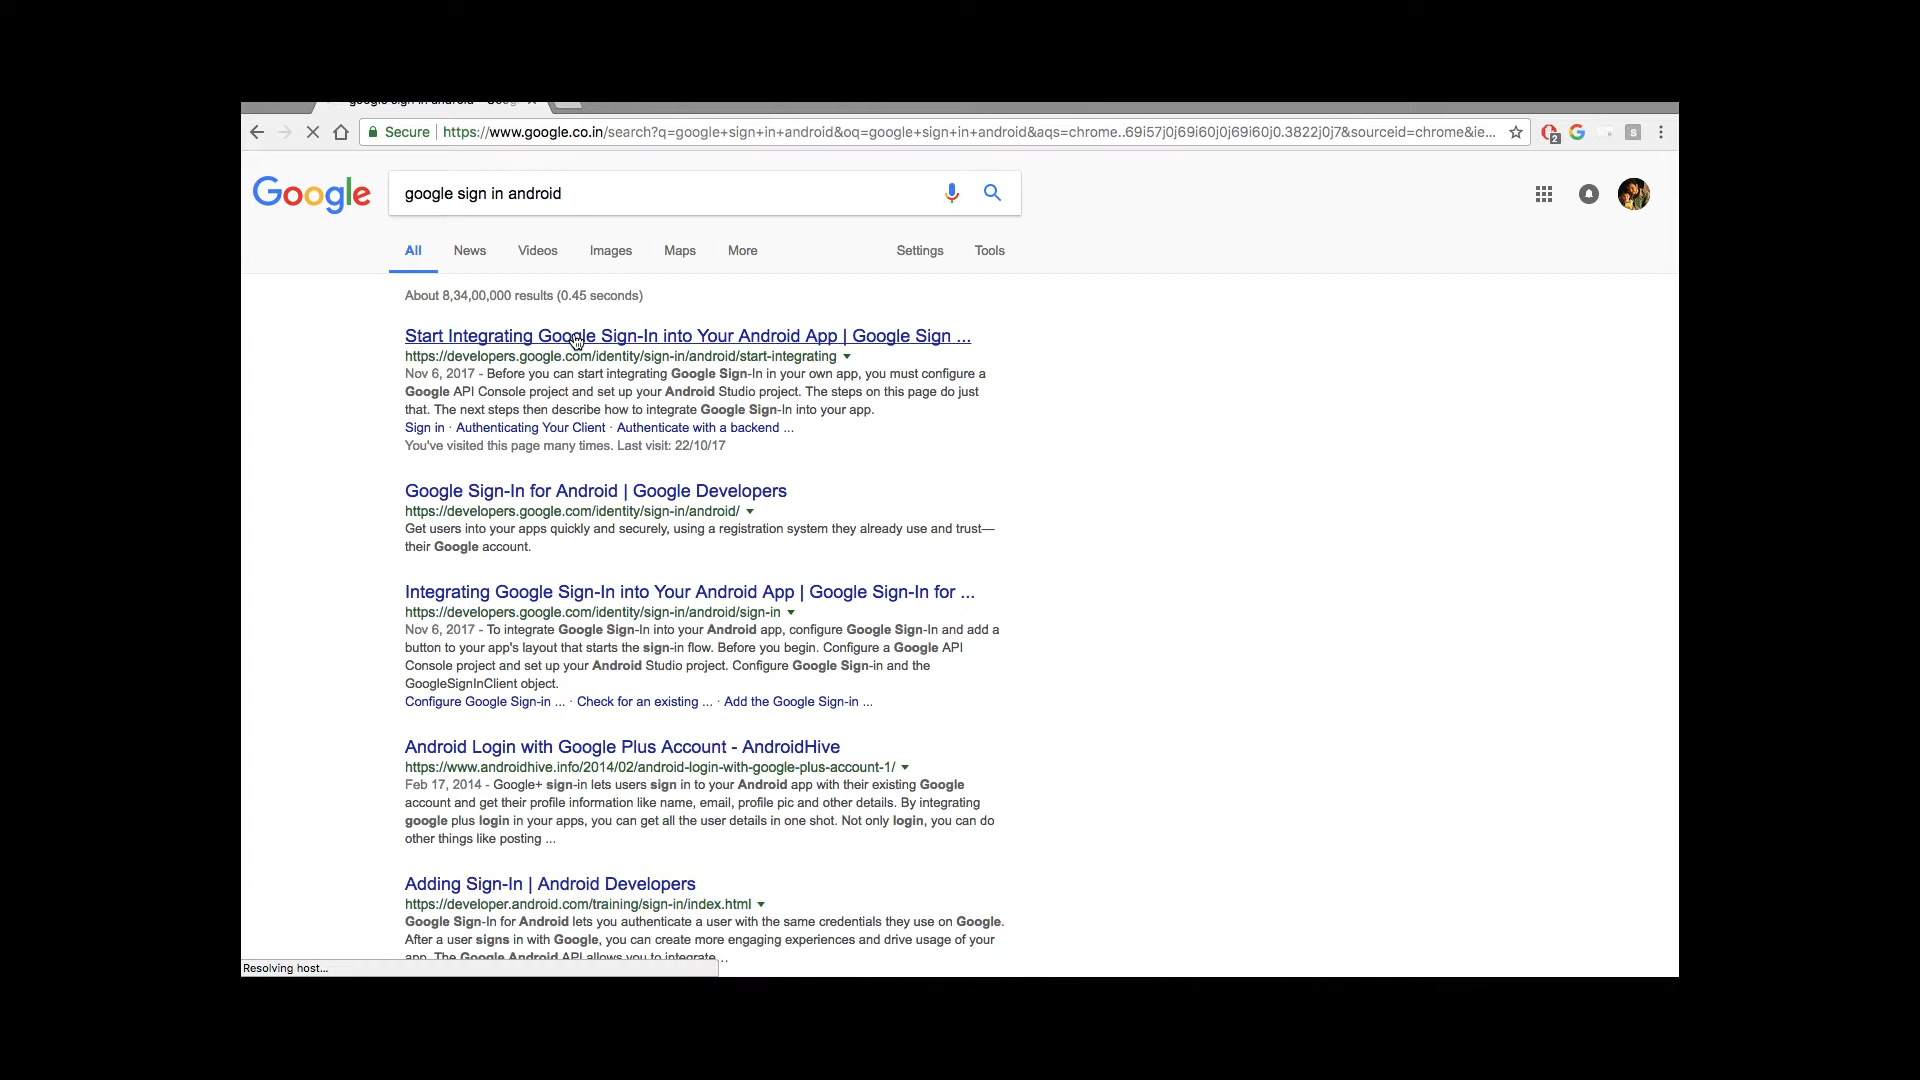 google sign in android - Goog
Secure https://www.google.co.in/search?q=google+sign+in+android&oq=google+sign+in+android&aqs=chrome..69i57j0j69i60j0j69i60j0.3822j0j7&sourceid=chrome&ie...
2
S
Google
google sign in android
All News Videos Images Maps More Settings Tools
About 8,34,00,000 results (0.45 seconds)
Start Integrating Google Sign-In into Your Android App | Google Sign ...
https://developers.google.com/identity/sign-in/android/start-integrating
Nov 6, 2017 - Before you can start integrating Google Sign-In in your own app, you must configure a
Google API Console project and set up your Android Studio project. The steps on this page do just
that. The next steps then describe how to integrate Google Sign-In into your app.
Sign in · Authenticating Your Client · Authenticate with a backend ...
You've visited this page many times. Last visit: 22/10/17
Google Sign-In for Android | Google Developers
https://developers.google.com/identity/sign-in/android/
Get users into your apps quickly and securely, using a registration system they already use and trust—
their Google account.
Integrating Google Sign-In into Your Android App | Google Sign-In for ...
https://developers.google.com/identity/sign-in/android/sign-in
Nov 6, 2017 - To integrate Google Sign-In into your Android app, configure Google Sign-In and add a
button to your app's layout that starts the sign-in flow. Before you begin. Configure a Google API
Console project and set up your Android Studio project. Configure Google Sign-in and the
GoogleSignInClient object.
Configure Google Sign-in ... · Check for an existing ... · Add the Google Sign-in ...
Android Login with Google Plus Account - AndroidHive
https://www.androidhive.info/2014/02/android-login-with-google-plus-account-1/
Feb 17, 2014 - Google+ sign-in lets users sign in to your Android app with their existing Google
account and get their profile information like name, email, profile pic and other details. By integrating
google plus login in your apps, you can get all the user details in one shot. Not only login, you can do
other things like posting ...
Adding Sign-In | Android Developers
https://developer.android.com/training/sign-in/index.html
Google Sign-In for Android lets you authenticate a user with the same credentials they use on Google.
After a user signs in with Google, you can create more engaging experiences and drive usage of your
app. The Google Android API allows you to integrate ...
Resolving host...